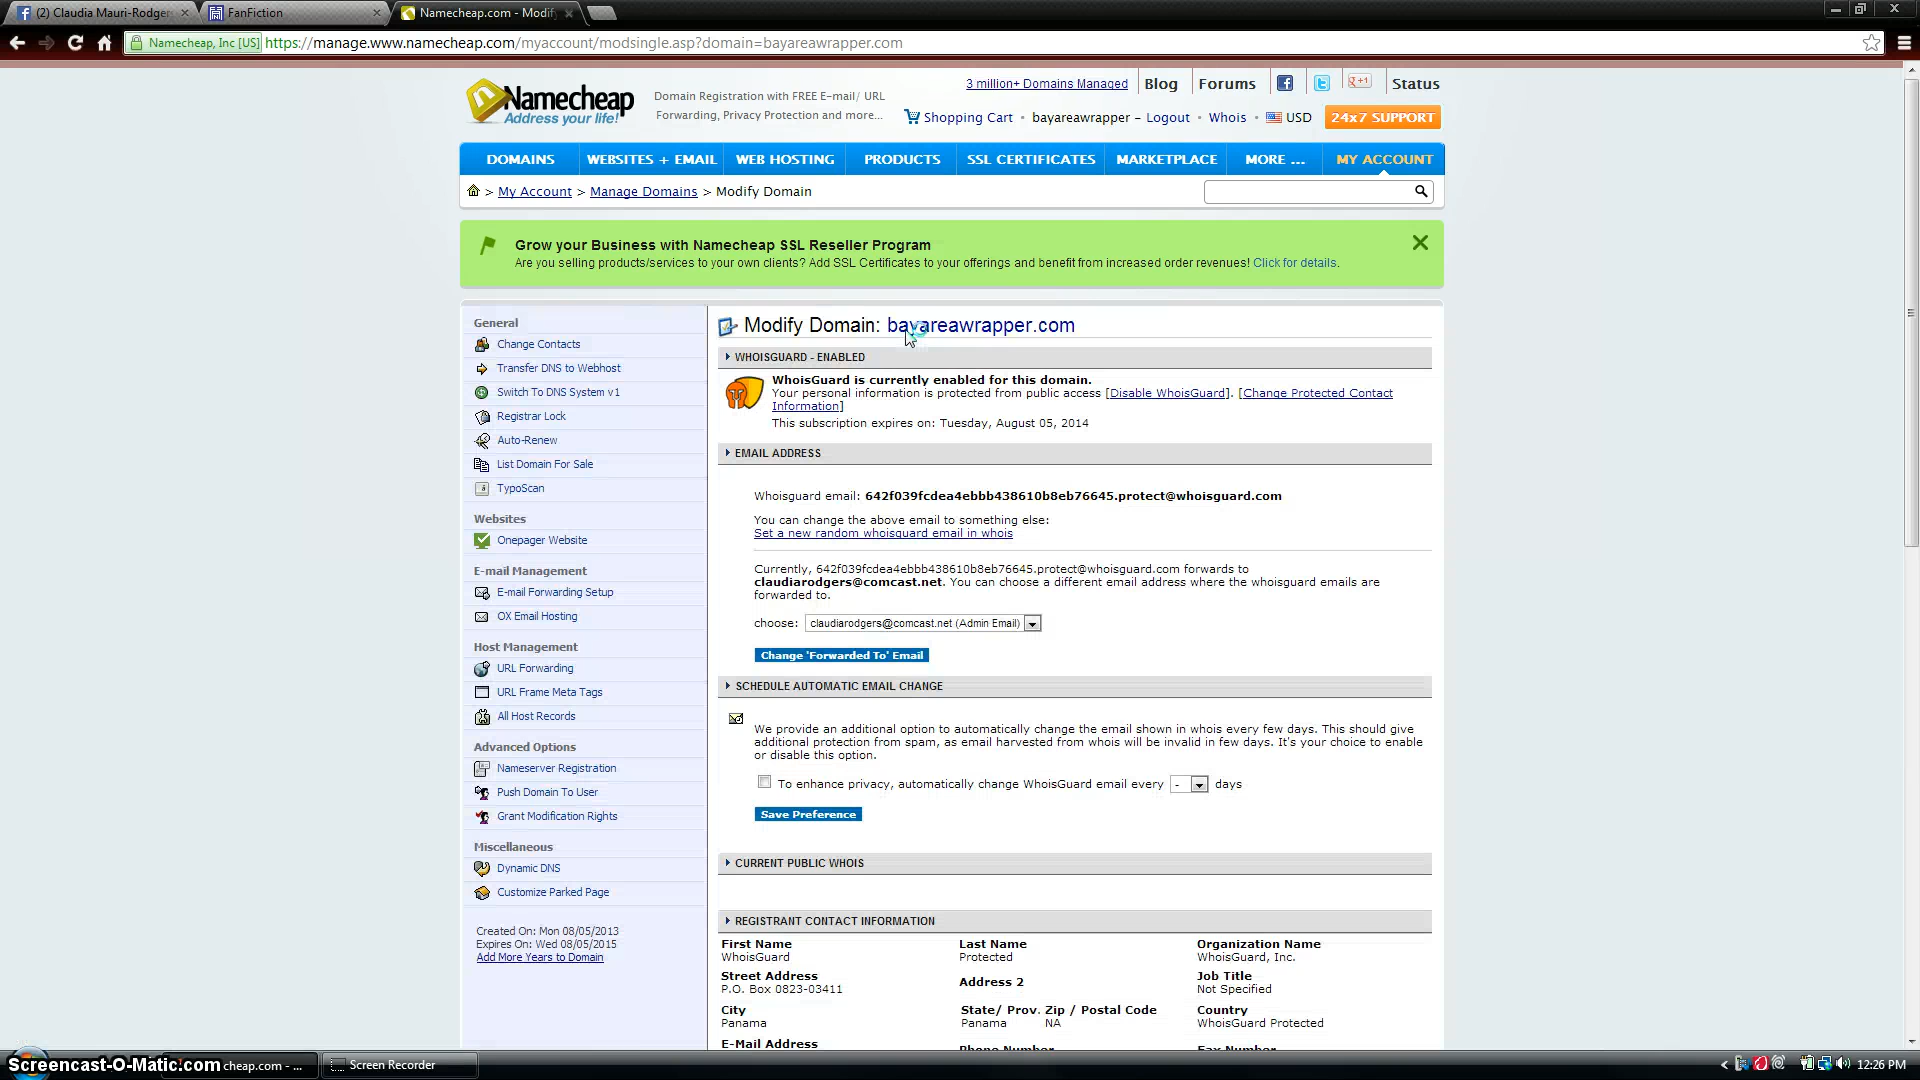 (2) Claudia Mauri-Rodger
FanFiction
Namecheap.com - Modif
Namecheap, Inc [US] https://manage.www.namecheap.com/myaccount/modsingle.asp?domain=bayareawrapper.com
3 million+ Domains Managed Blog Forums +1 Status
Namecheap
Address your life!
Domain Registration with FREE E-mail/ URL
Forwarding, Privacy Protection and more...
Shopping Cart • bayareawrapper - Logout • Whois • USD 24x7 SUPPORT
DOMAINS WEBSITES + EMAIL WEB HOSTING PRODUCTS SSL CERTIFICATES MARKETPLACE MORE ... MY ACCOUNT
> My Account > Manage Domains > Modify Domain
Grow your Business with Namecheap SSL Reseller Program
Are you selling products/services to your own clients? Add SSL Certificates to your offerings and benefit from increased order revenues! Click for details.
General
Change Contacts
Transfer DNS to Webhost
Switch To DNS System v1
Registrar Lock
Auto-Renew
List Domain For Sale
TypoScan
Websites
Onepager Website
E-mail Management
E-mail Forwarding Setup
OX Email Hosting
Host Management
URL Forwarding
URL Frame Meta Tags
All Host Records
Advanced Options
Nameserver Registration
Push Domain To User
Grant Modification Rights
Miscellaneous
Dynamic DNS
Customize Parked Page
Created On: Mon 08/05/2013
Expires On: Wed 08/05/2015
Add More Years to Domain
Modify Domain: bayareawrapper.com
WHOISGUARD - ENABLED
WhoisGuard is currently enabled for this domain.
Your personal information is protected from public access [Disable WhoisGuard]. [Change Protected Contact
Information]
This subscription expires on: Tuesday, August 05, 2014
EMAIL ADDRESS
Whoisguard email: 642f039fcdea4ebbb438610b8eb76645.protect@whoisguard.com
You can change the above email to something else:
Set a new random whoisguard email in whois
Currently, 642f039fcdea4ebbb438610b8eb76645.protect@whoisguard.com forwards to
claudiarodgers@comcast.net. You can choose a different email address where the whoisguard emails are
forwarded to.
choose: claudiarodgers@comcast.net (Admin Email)
Change 'Forwarded To' Email
SCHEDULE AUTOMATIC EMAIL CHANGE
We provide an additional option to automatically change the email shown in whois every few days. This should give
additional protection from spam, as email harvested from whois will be invalid in few days. It's your choice to enable
or disable this option.
To enhance privacy, automatically change WhoisGuard email every - days
Save Preference
CURRENT PUBLIC WHOIS
REGISTRANT CONTACT INFORMATION
First Name Last Name Organization Name
WhoisGuard Protected WhoisGuard, Inc.
Street Address Address 2 Job Title
P.O. Box 0823-03411 Not Specified
City State/ Prov. Zip / Postal Code Country
Panama Panama NA WhoisGuard Protected
E-Mail Address Phone Number Fax Number
Screencast-O-Matic.com cheap.com - ... Screen Recorder 12:26 PM